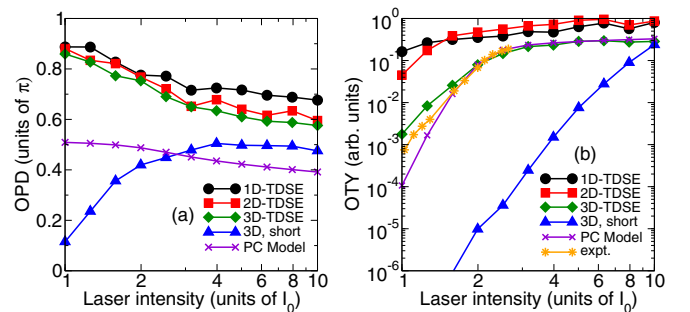 OPD (units of π)
1
0.8
0.6
0.4
0.2
0
(a)
1D-TDSE
2D-TDSE
3D-TDSE
3D, short
PC Model
1 2 4 6 8 10
Laser intensity (units of I0)
OTY (arb. units)
10^0
10^-1
10^-2
10^-3
10^-4
10^-5
10^-6
(b)
1D-TDSE
2D-TDSE
3D-TDSE
3D, short
PC Model
expt.
1 2 4 6 8 10
Laser intensity (units of I0)